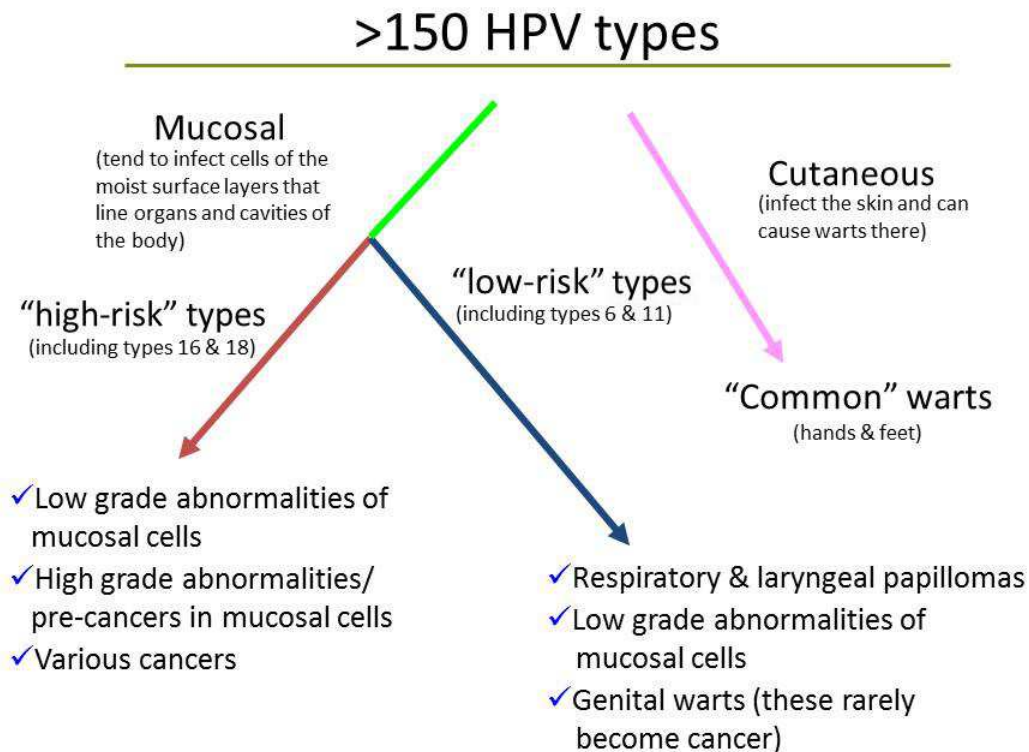 >150 HPV types
Mucosal
(tend to infect cells of the
moist surface layers that
line organs and cavities of
the body)
Cutaneous
(infect the skin and can
cause warts there)
“high-risk” types
(including types 16 & 18)
“low-risk” types
(including types 6 & 11)
“Common” warts
(hands & feet)
✓Low grade abnormalities of
mucosal cells
✓High grade abnormalities/
pre-cancers in mucosal cells
✓Various cancers
✓Respiratory & laryngeal papillomas
✓Low grade abnormalities of
mucosal cells
✓Genital warts (these rarely
become cancer)